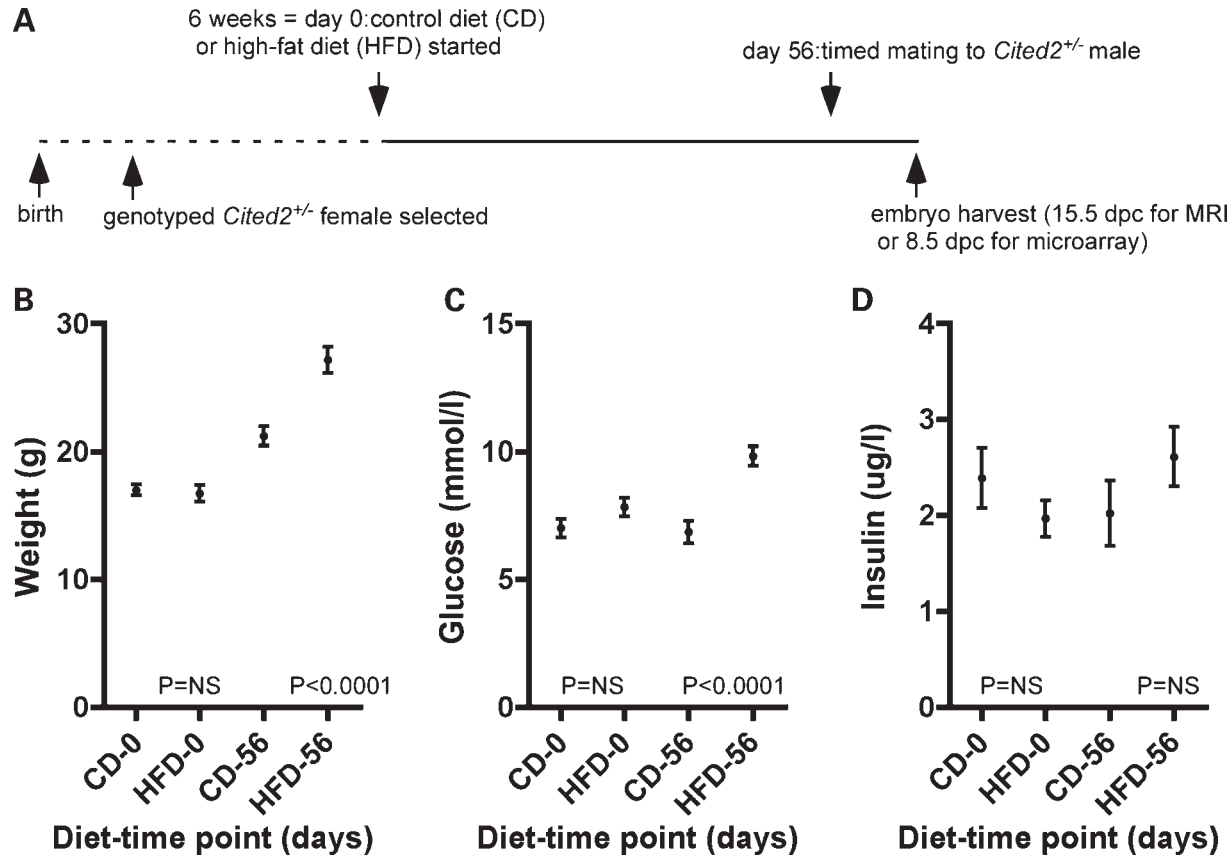 A
6 weeks = day 0:control diet (CD)
or high-fat diet (HFD) started
day 56:timed mating to Cited2+/- male
birth
genotyped Cited2+/- female selected
embryo harvest (15.5 dpc for MRI
or 8.5 dpc for microarray)
B
30
20
10
0
Weight (g)
P=NS
P<0.0001
CD-0
HFD-0
CD-56
HFD-56
Diet-time point (days)
C
15
10
5
0
Glucose (mmol/l)
P=NS
P<0.0001
CD-0
HFD-0
CD-56
HFD-56
Diet-time point (days)
D
4
3
2
1
0
Insulin (ug/l)
P=NS
P=NS
CD-0
HFD-0
CD-56
HFD-56
Diet-time point (days)